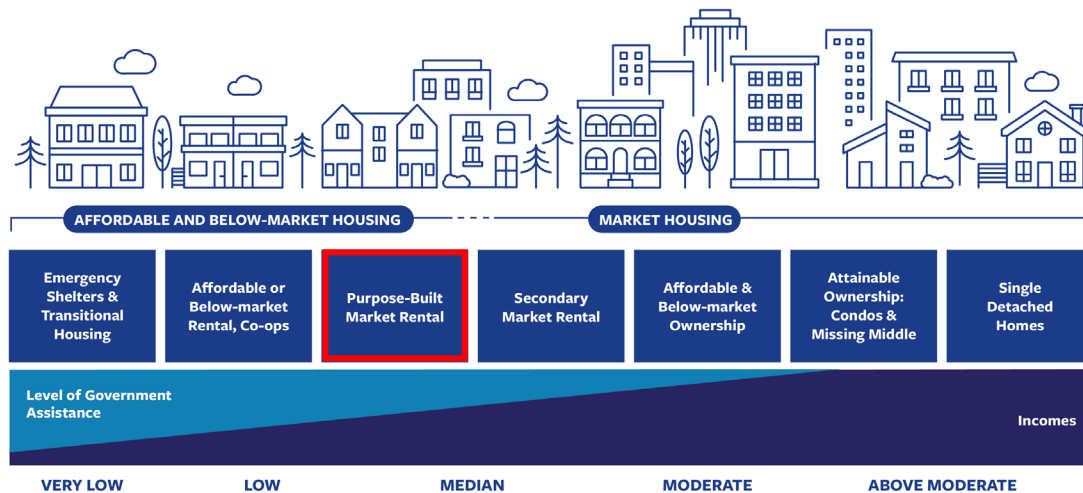 AFFORDABLE AND BELOW-MARKET HOUSING
MARKET HOUSING
Emergency
Shelters &
Transitional
Housing
Affordable or
Below-market
Rental, Co-ops
Purpose-Built
Market Rental
Secondary
Market Rental
Affordable &
Below-market
Ownership
Attainable
Ownership:
Condos &
Missing Middle
Single
Detached
Homes
Level of Government
Assistance
Incomes
VERY LOW
LOW
MEDIAN
MODERATE
ABOVE MODERATE